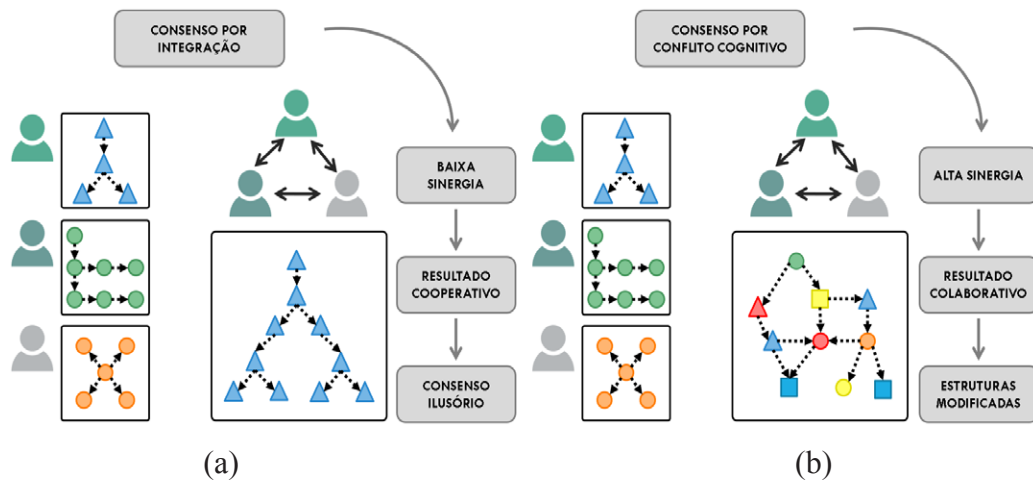 CONSENSO POR
INTEGRAÇÃO
BAIXA
SINERGIA
RESULTADO
COOPERATIVO
CONSENSO
ILUSÓRIO
(a)
CONSENSO POR
CONFLITO COGNITIVO
ALTA SINERGIA
RESULTADO
COLABORATIVO
ESTRUTURAS
MODIFICADAS
(b)